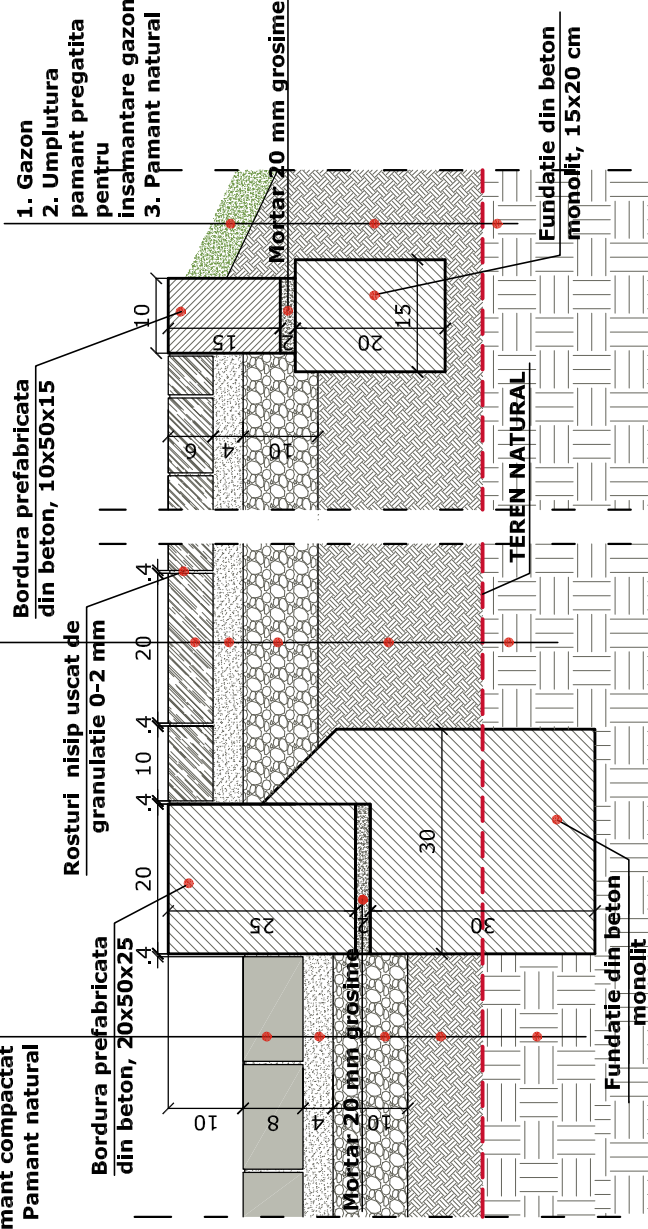 1. Gazon
2. Umplutura
pamant pregatita
pentru
insamantare gazon
3. Pamant natural
Mortar 20 mm grosime
Fundatie din beton
monolit, 15x20 cm
10
15
2
20
15
6
4
10
Bordura prefabricata
din beton, 10x50x15
TEREN NATURAL
Rosturi nisip uscat de
granulatie 0-2 mm
.4
20
.4
10
.4
20
.4
25
2
30
30
Bordura prefabricata
din beton, 20x50x25
mant compactat
Pamant natural
10
8
4
10
Mortar 20 mm grosime
Fundatie din beton
monolit